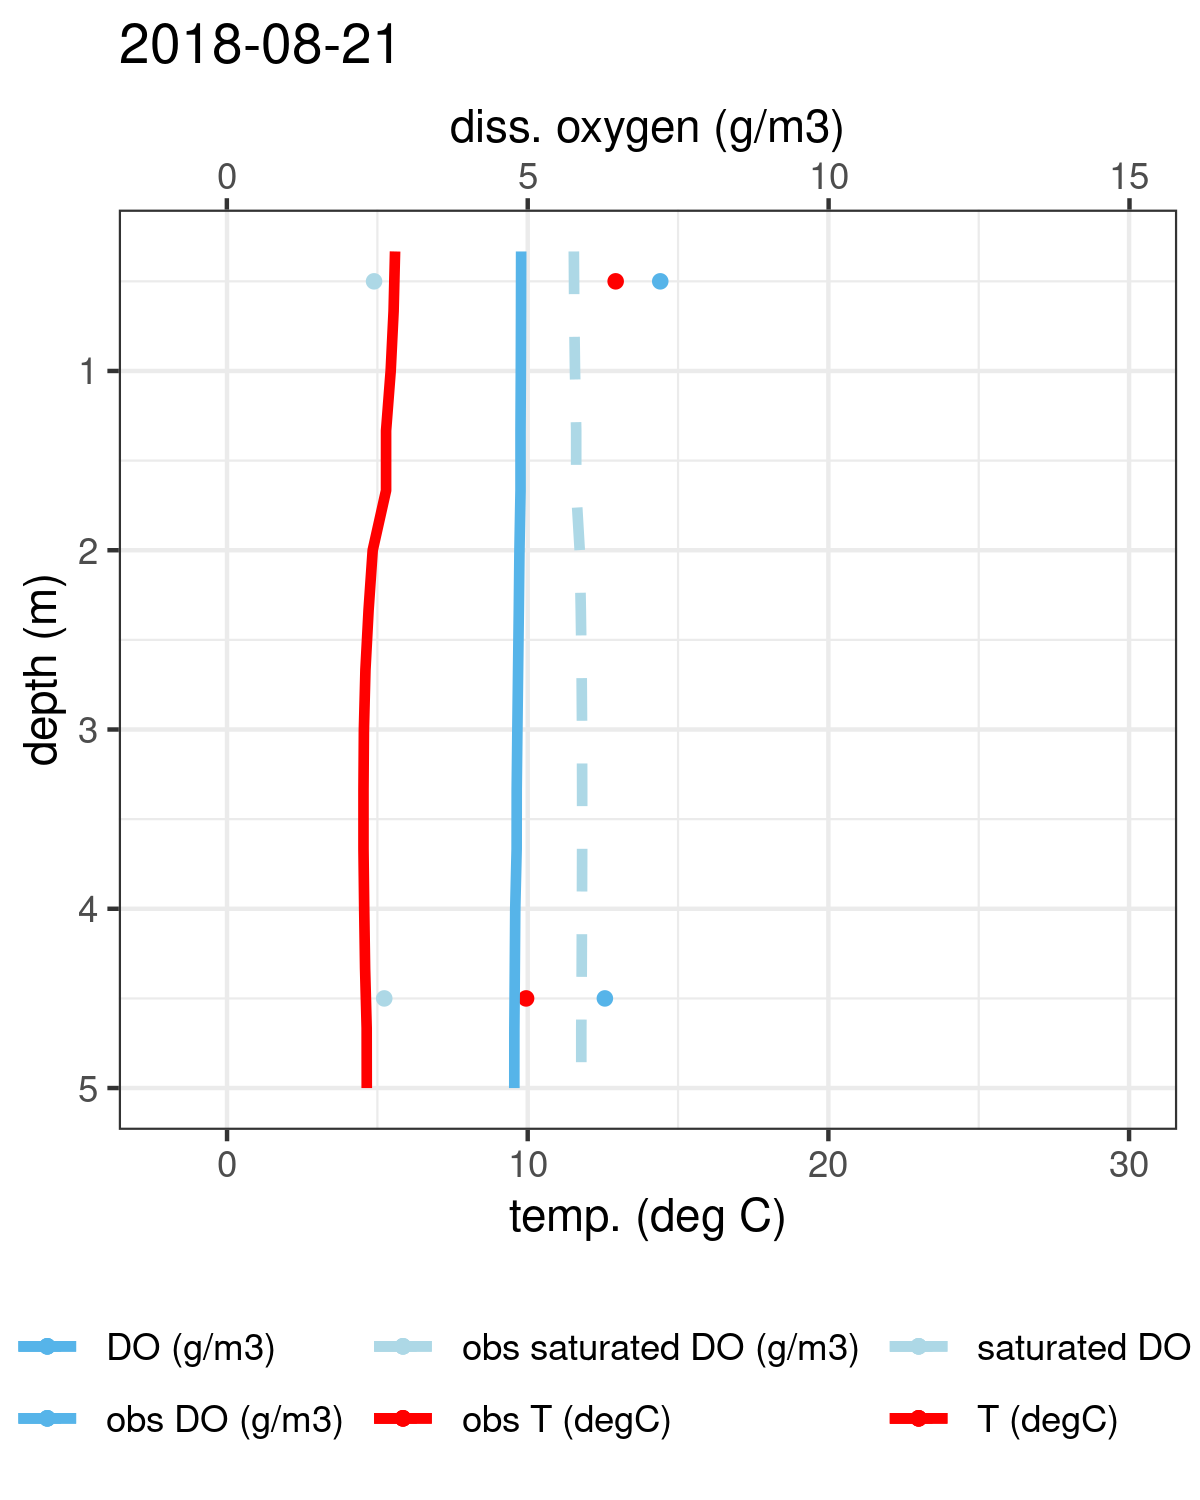 2018-08-21
diss. oxygen (g/m3)
0 5 10 15
depth (m)
1
2
3
4
5
0 10 20 30
temp. (deg C)
DO (g/m3) obs saturated DO (g/m3) saturated DO
obs DO (g/m3) obs T (degC) T (degC)